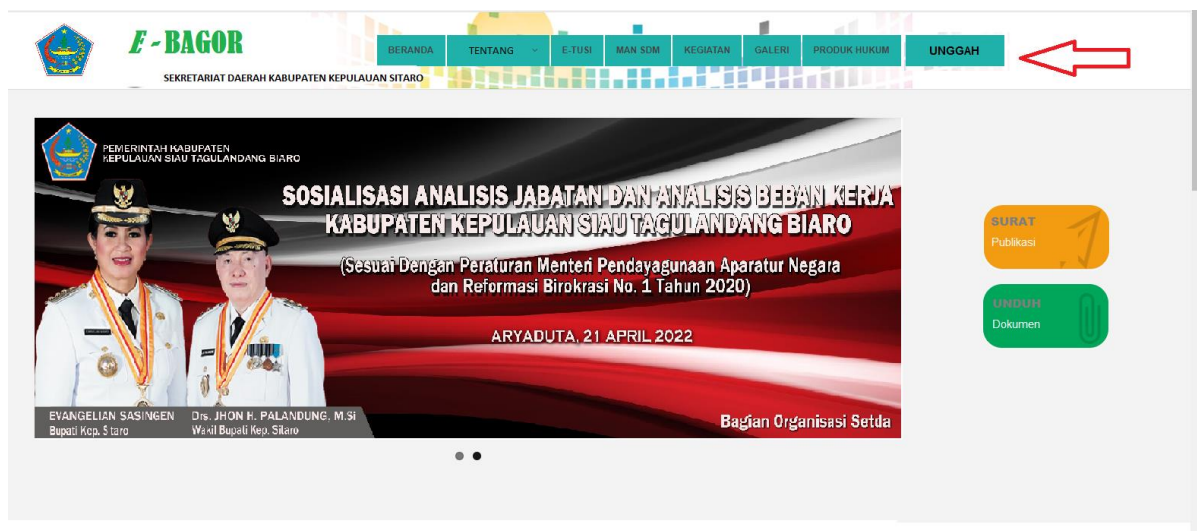 E - BAGOR
SEKRETARIAT DAERAH KABUPATEN KEPULAUAN SITARO
BERANDA TENTANG E-TUSI MAN SDM KEGIATAN GALERI PRODUK HUKUM UNGGAH
PEMERINTAH KABUPATEN
KEPULAUAN SIAU TAGULANDANG BIARO
SOSIALISASI ANALISIS JABATAN DAN ANALISIS BEBAN KERJA
KABUPATEN KEPULAUAN SIAU TAGULANDANG BIARO
(Sesuai Dengan Peraturan Menteri Pendayagunaan Aparatur Negara
dan Reformasi Birokrasi No. 1 Tahun 2020)
ARYADUTA, 21 APRIL 2022
EVANGELIAN SASINGEN
Bupati Kep. Sitaro
Drs. JHON H. PALANDUNG, M.Si
Wakil Bupati Kep. Sitaro
Bagian Organisasi Setda
SURAT
Publikasi
UNDUH
Dokumen